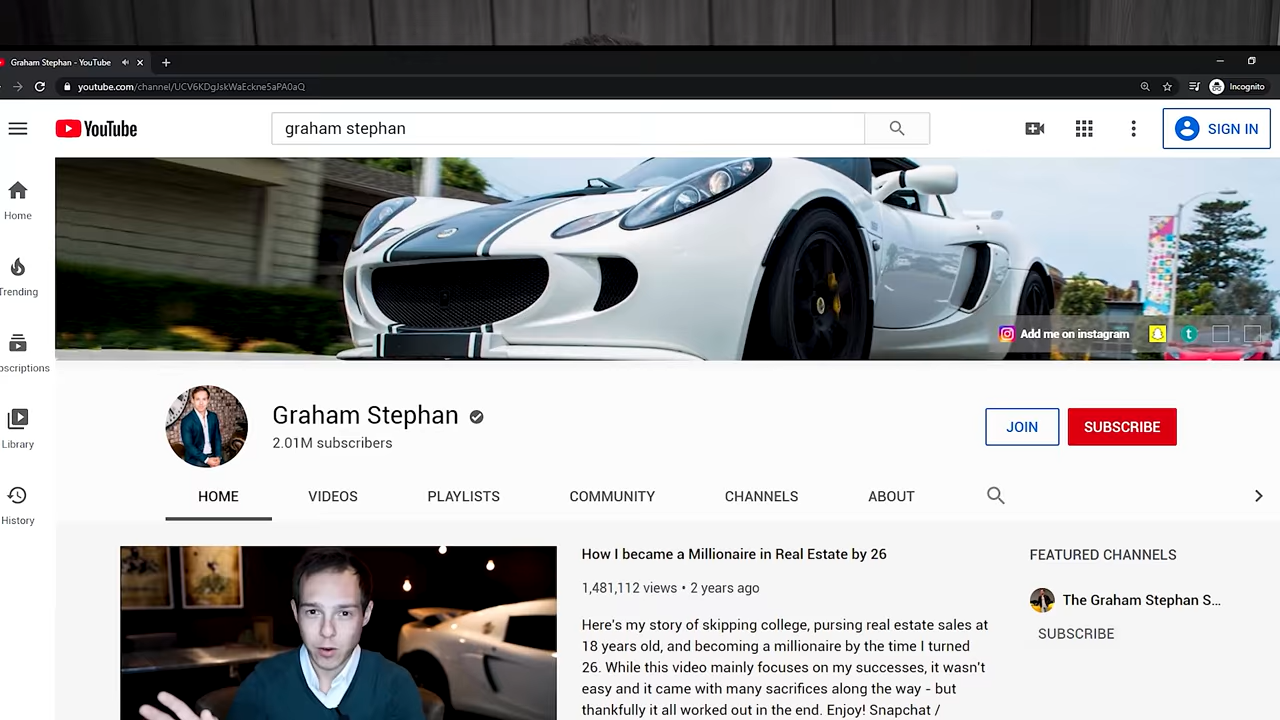 Graham Stephan - YouTube
youtube.com/channel/UCV6KDgJskWaEckne5aPA0aQ
Incognito
YouTube
graham stephan
SIGN IN
Home
Trending
bscriptions
Library
History
Add me on instagram
Graham Stephan
2.01M subscribers
JOIN
SUBSCRIBE
HOME
VIDEOS
PLAYLISTS
COMMUNITY
CHANNELS
ABOUT
How I became a Millionaire in Real Estate by 26
1,481,112 views • 2 years ago
Here's my story of skipping college, pursing real estate sales at
18 years old, and becoming a millionaire by the time I turned
26. While this video mainly focuses on my successes, it wasn't
easy and it came with many sacrifices along the way - but
thankfully it all worked out in the end. Enjoy! Snapchat /
FEATURED CHANNELS
The Graham Stephan S...
SUBSCRIBE